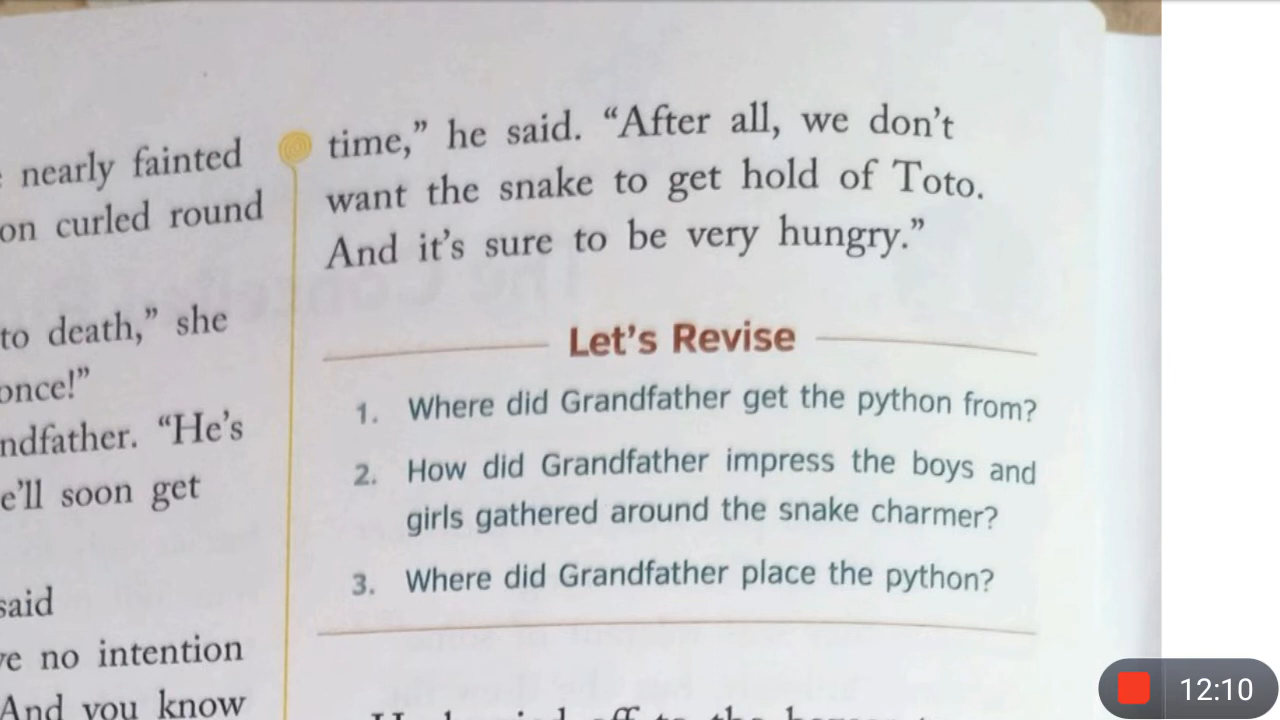 nearly fainted
on curled round
to death,” she
once!”
ndfather. “He’s
e’ll soon get
said
ve no intention
And you know
time,” he said. “After all, we don’t
want the snake to get hold of Toto.
And it’s sure to be very hungry.”
Let’s Revise
1. Where did Grandfather get the python from?
2. How did Grandfather impress the boys and
girls gathered around the snake charmer?
3. Where did Grandfather place the python?
12:10